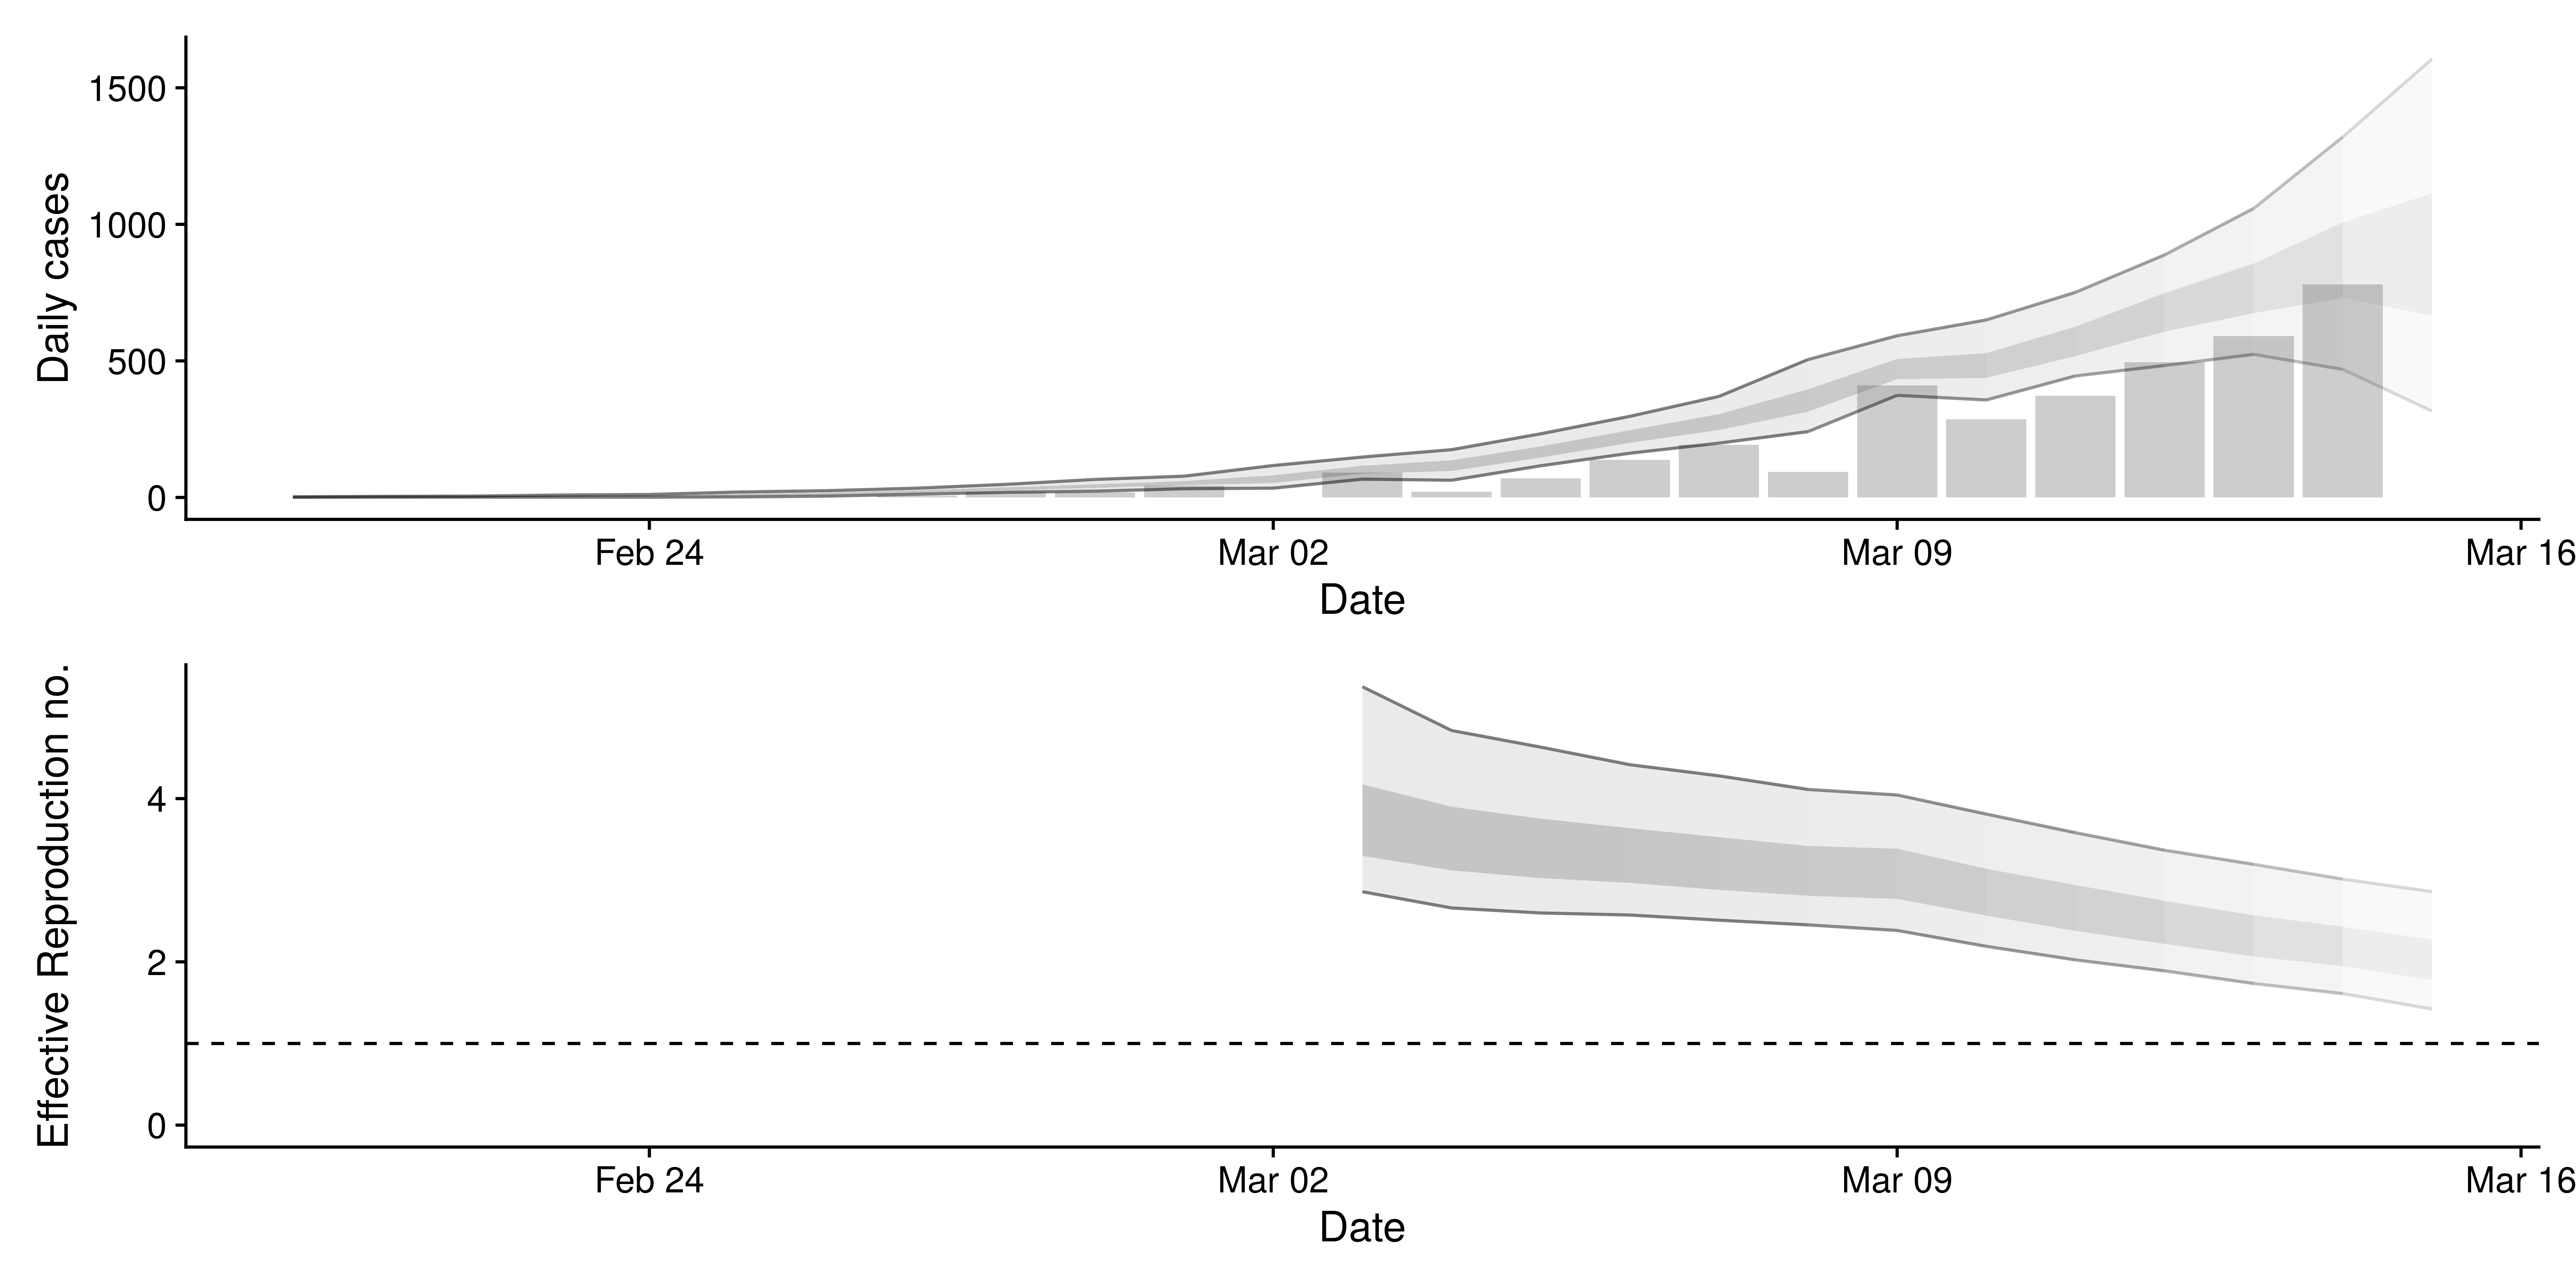 Daily cases
1500
1000
500
0
Feb 24 Mar 02 Mar 09 Mar 16
Date
Effective Reproduction no.
4
2
0
Feb 24 Mar 02 Mar 09 Mar 16
Date